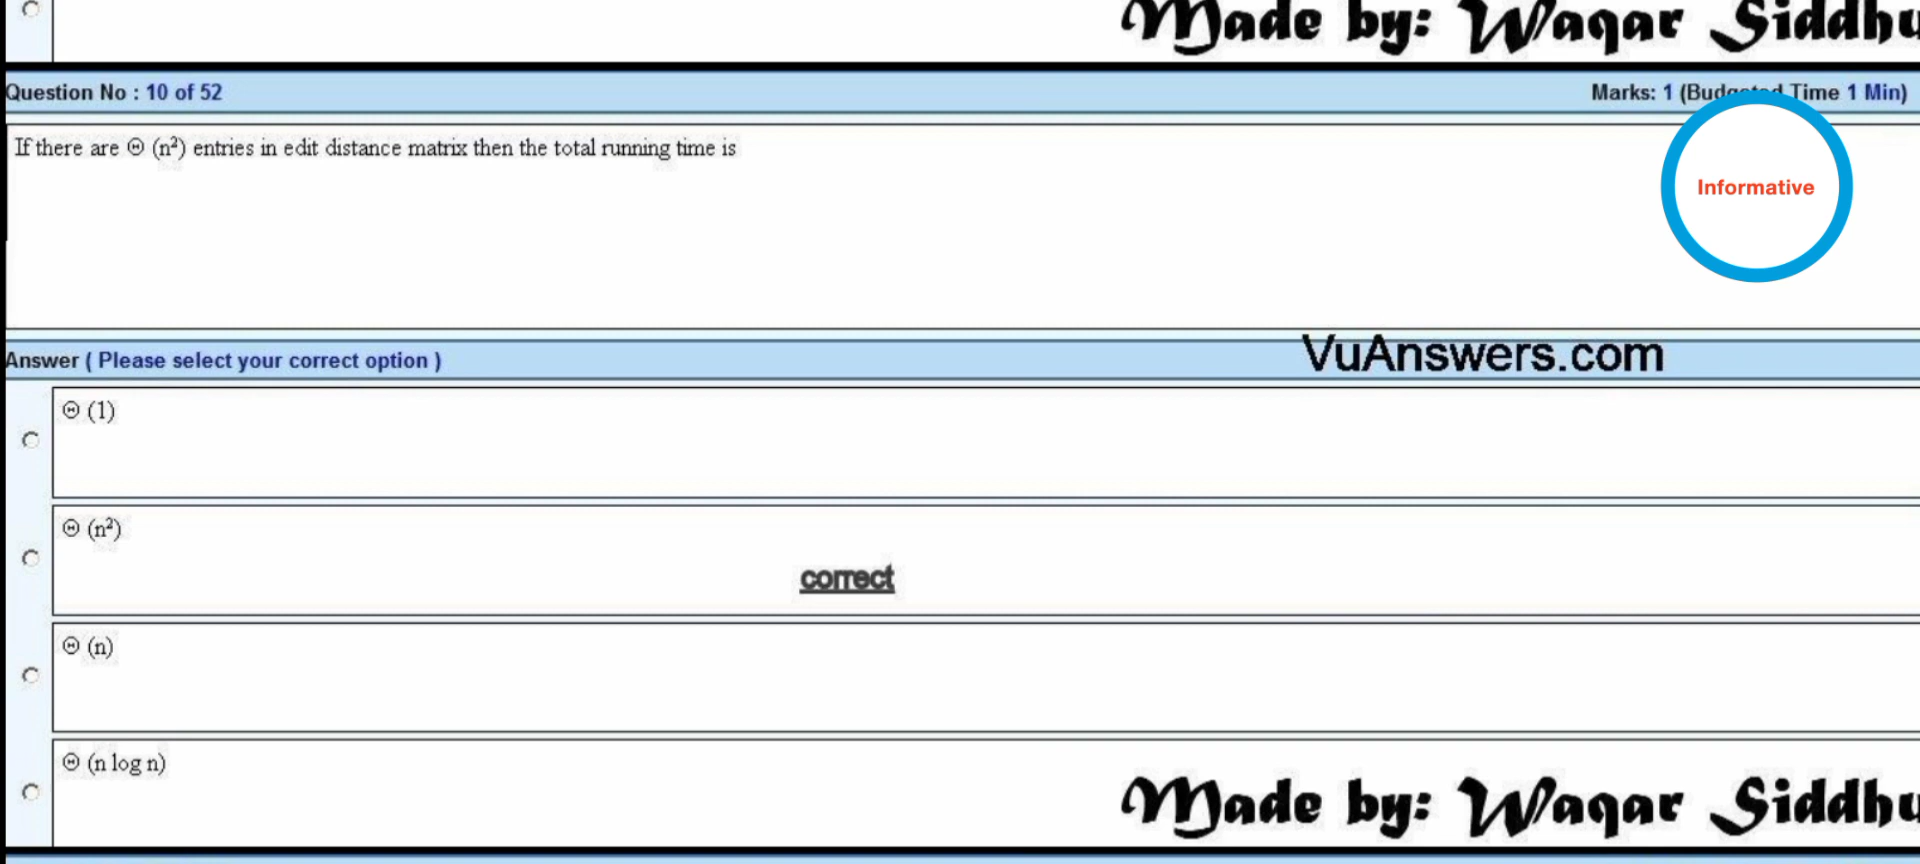 Made by: Waqar Siddhu
Question No : 10 of 52
Marks: 1 (Budgeted Time 1 Min)
If there are Θ (n²) entries in edit distance matrix then the total running time is
Informative
Answer ( Please select your correct option )
VuAnswers.com
Θ (1)
Θ (n²)
correct
Θ (n)
Θ (n log n)
Made by: Waqar Siddhu